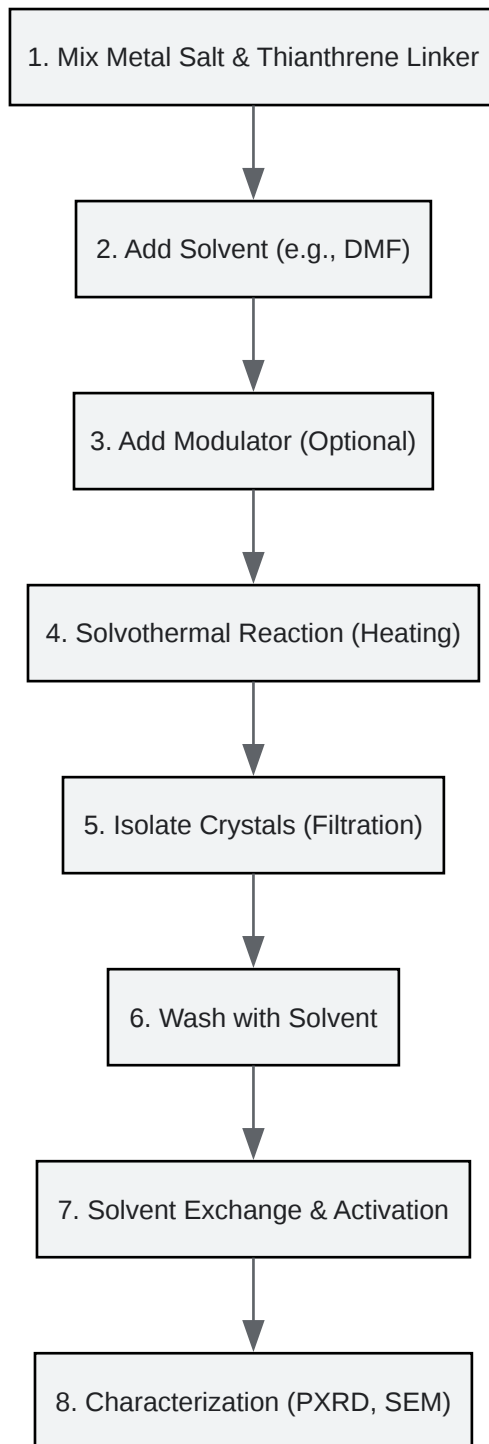 1. Mix Metal Salt & Thianthrene Linker
2. Add Solvent (e.g., DMF)
3. Add Modulator (Optional)
4. Solvothermal Reaction (Heating)
5. Isolate Crystals (Filtration)
6. Wash with Solvent
7. Solvent Exchange & Activation
8. Characterization (PXRD, SEM)